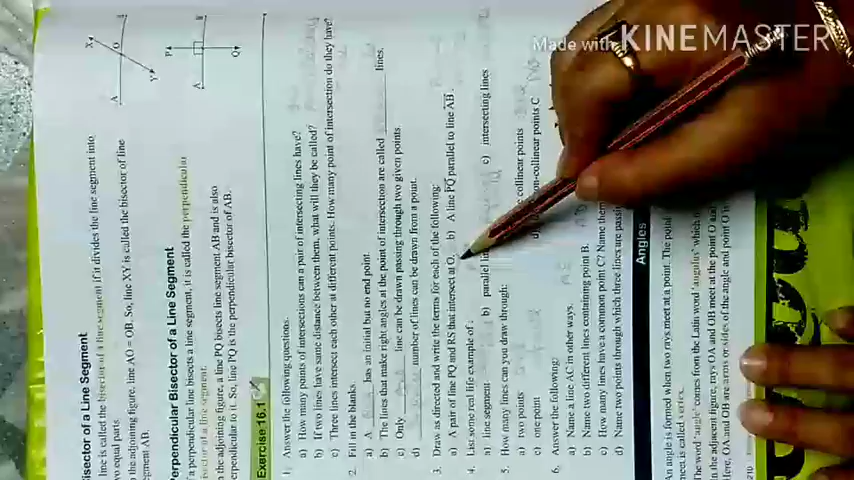 Bisector of a Line Segment
line is called the bisector of a line segment if it divides the line segment into
two equal parts.
the adjoining figure, line AO = OB. So, line XY is called the bisector of line
segment AB.
X
A
O
Y
Perpendicular Bisector of a Line Segment
a perpendicular line bisects a line segment, it is called the perpendicular
bisector of a line segment.
the adjoining figure, a line PQ bisects line segment AB and is also
perpendicular to it. So, line PQ is the perpendicular bisector of AB.
P
A
B
Q
Exercise 16.1
1. Answer the following questions.
a) How many points of intersections can a pair of intersecting lines have?
b) If two lines have same distance between them, what will they be called?
c) Three lines intersect each other at different points. How many point of intersection do they have?
2. Fill in the blanks.
a) A has an initial but no end point.
b) The lines that make right angles at the point of intersection are called lines.
c) Only line can be drawn passing through two given points.
d) number of lines can be drawn from a point.
3. Draw as directed and write the terms for each of the following:
a) A pair of line PQ and RS that intersect at O. b) A line PQ parallel to line AB.
4. List some real life example of :
a) line segment b) parallel c) intersecting lines
5. How many lines can you draw through:
a) two points collinear points
c) one point non-collinear points C
6. Answer the following:
a) Name a line AC in other ways.
b) Name two different lines containing point B.
c) How many lines have a common point C? Name
d) Name two points through which three lines are
Angles
An angle is formed when two rays meet at a point. The point
meet is called vertex.
The word 'angle' comes from the Latin word 'angulus' which
In the adjacent figure, rays OA and OB meet at the point O and
Here, OA and OB are arms or sides of the angle and point O
210
Made with KINEMASTER